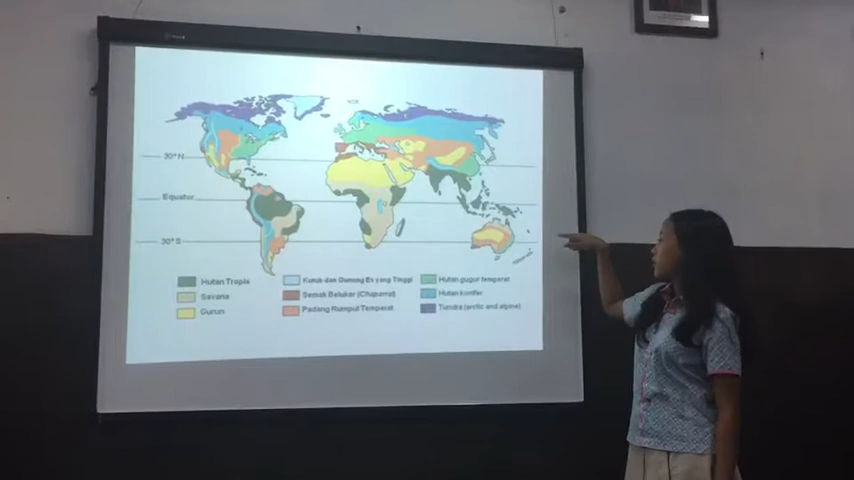 30° N
Equator
30° S
Hutan Tropis
Savana
Gurun
Kutub dan Gunung Es yang Tinggi
Semak Belukar (Chaparral)
Padang Rumput Temperat
Hutan gugur temperat
Hutan konifer
Tundra (arctic and alpine)